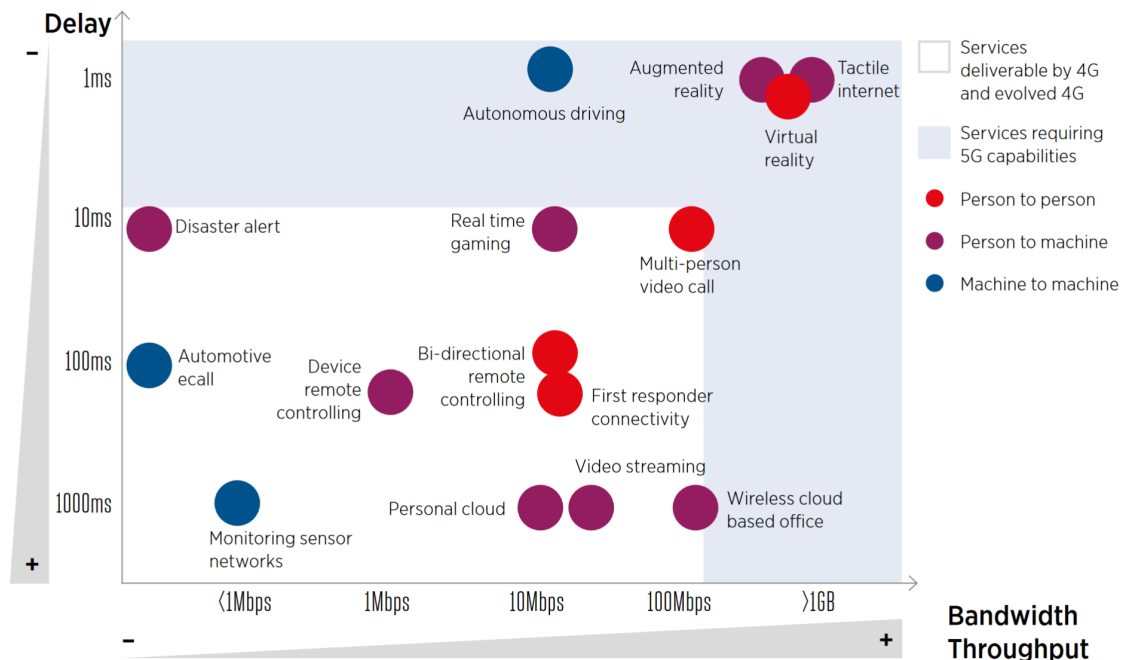 Delay
–
1ms
10ms
100ms
1000ms
+
Autonomous driving
Augmented
reality
Tactile
internet
Virtual
reality
Disaster alert
Real time
gaming
Multi-person
video call
Automotive
ecall
Device
remote
controlling
Bi-directional
remote
controlling
First responder
connectivity
Video streaming
Personal cloud
Wireless cloud
based office
Monitoring sensor
networks
<1Mbps
1Mbps
10Mbps
100Mbps
>1GB
–
+
Bandwidth
Throughput
Services
deliverable by 4G
and evolved 4G
Services requiring
5G capabilities
Person to person
Person to machine
Machine to machine